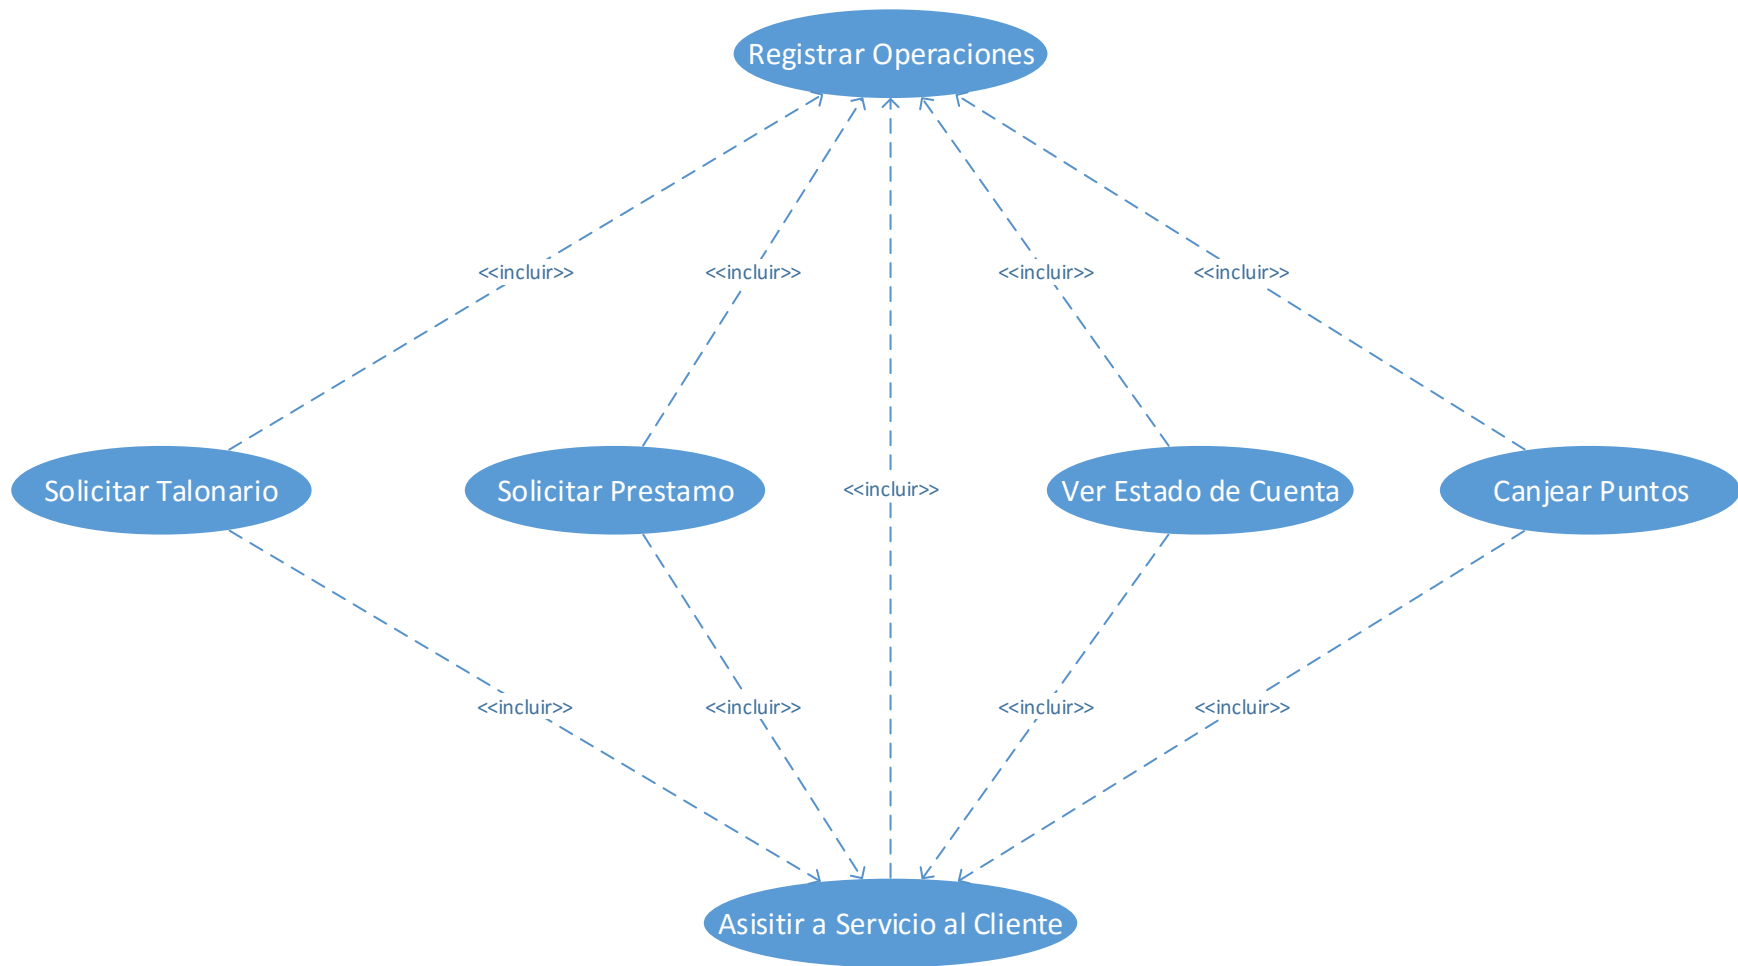 Registrar Operaciones
<<incluir>>
<<incluir>>
<<incluir>>
<<incluir>>
Solicitar Talonario
Solicitar Prestamo
<<incluir>>
Ver Estado de Cuenta
Canjear Puntos
<<incluir>>
<<incluir>>
<<incluir>>
<<incluir>>
Asisitir a Servicio al Cliente